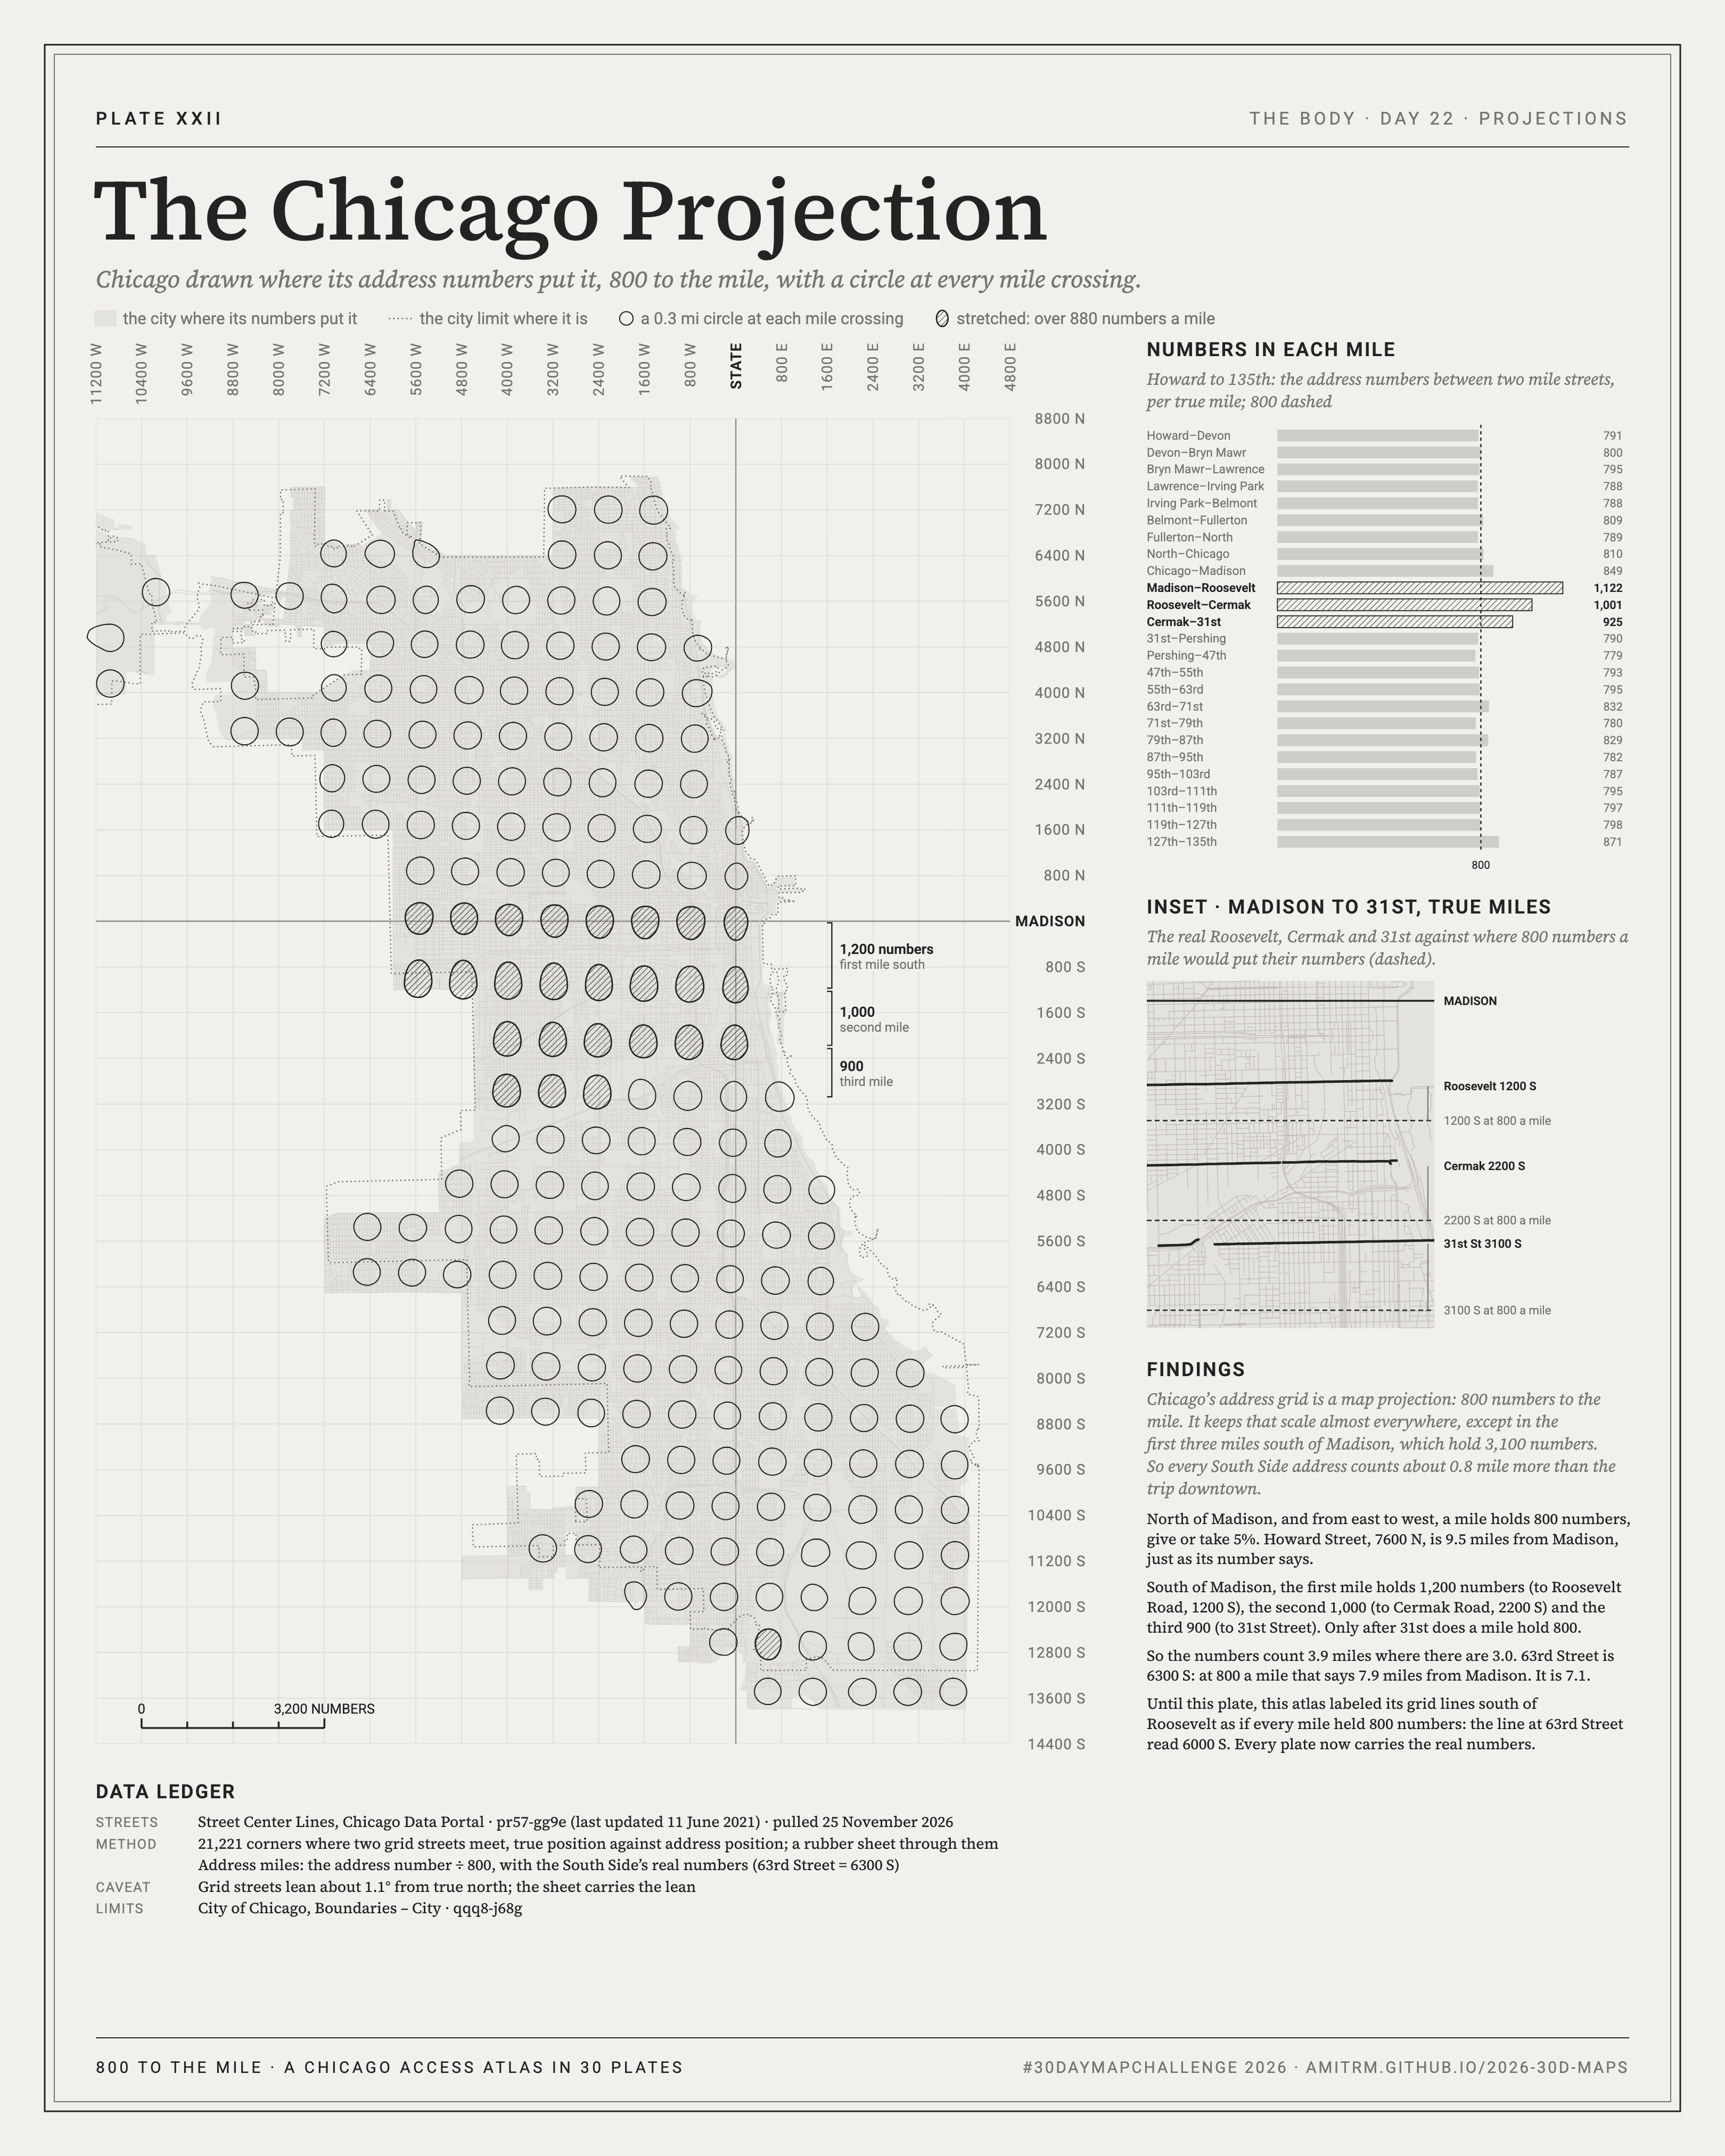 PLATE XXII
THE BODY · DAY 22 · PROJECTIONS
The Chicago Projection
Chicago drawn where its address numbers put it, 800 to the mile, with a circle at every mile crossing.
the city where its numbers put it
the city limit where it is
a 0.3 mi circle at each mile crossing
stretched: over 880 numbers a mile
11200 W
10400 W
9600 W
8800 W
8000 W
7200 W
6400 W
5600 W
4800 W
4000 W
3200 W
2400 W
1600 W
800 W
STATE
800 E
1600 E
2400 E
3200 E
4000 E
4800 E
8800 N
8000 N
7200 N
6400 N
5600 N
4800 N
4000 N
3200 N
2400 N
1600 N
800 N
MADISON
800 S
1600 S
2400 S
3200 S
4000 S
4800 S
5600 S
6400 S
7200 S
8000 S
8800 S
9600 S
10400 S
11200 S
12000 S
12800 S
13600 S
14400 S
1,200 numbers
first mile south
1,000
second mile
900
third mile
0
3,200 NUMBERS
NUMBERS IN EACH MILE
Howard to 135th: the address numbers between two mile streets,
per true mile; 800 dashed
Howard–Devon 791
Devon–Bryn Mawr 800
Bryn Mawr–Lawrence 795
Lawrence–Irving Park 788
Irving Park–Belmont 788
Belmont–Fullerton 809
Fullerton–North 789
North–Chicago 810
Chicago–Madison 849
Madison–Roosevelt 1,122
Roosevelt–Cermak 1,001
Cermak–31st 925
31st–Pershing 790
Pershing–47th 779
47th–55th 793
55th–63rd 795
63rd–71st 832
71st–79th 780
79th–87th 829
87th–95th 782
95th–103rd 787
103rd–111th 795
111th–119th 797
119th–127th 798
127th–135th 871
800
INSET · MADISON TO 31ST, TRUE MILES
The real Roosevelt, Cermak and 31st against where 800 numbers a
mile would put their numbers (dashed).
MADISON
Roosevelt 1200 S
1200 S at 800 a mile
Cermak 2200 S
2200 S at 800 a mile
31st St 3100 S
3100 S at 800 a mile
FINDINGS
Chicago’s address grid is a map projection: 800 numbers to the
mile. It keeps that scale almost everywhere, except in the
first three miles south of Madison, which hold 3,100 numbers.
So every South Side address counts about 0.8 mile more than the
trip downtown.
North of Madison, and from east to west, a mile holds 800 numbers,
give or take 5%. Howard Street, 7600 N, is 9.5 miles from Madison,
just as its number says.
South of Madison, the first mile holds 1,200 numbers (to Roosevelt
Road, 1200 S), the second 1,000 (to Cermak Road, 2200 S) and the
third 900 (to 31st Street). Only after 31st does a mile hold 800.
So the numbers count 3.9 miles where there are 3.0. 63rd Street is
6300 S: at 800 a mile that says 7.9 miles from Madison. It is 7.1.
Until this plate, this atlas labeled its grid lines south of
Roosevelt as if every mile held 800 numbers: the line at 63rd Street
read 6000 S. Every plate now carries the real numbers.
DATA LEDGER
STREETS Street Center Lines, Chicago Data Portal · pr57-gg9e (last updated 11 June 2021) · pulled 25 November 2026
METHOD 21,221 corners where two grid streets meet, true position against address position; a rubber sheet through them
Address miles: the address number ÷ 800, with the South Side’s real numbers (63rd Street = 6300 S)
CAVEAT Grid streets lean about 1.1° from true north; the sheet carries the lean
LIMITS City of Chicago, Boundaries – City · qqq8-j68g
800 TO THE MILE · A CHICAGO ACCESS ATLAS IN 30 PLATES
#30DAYMAPCHALLENGE 2026 · AMITRM.GITHUB.IO/2026-30D-MAPS